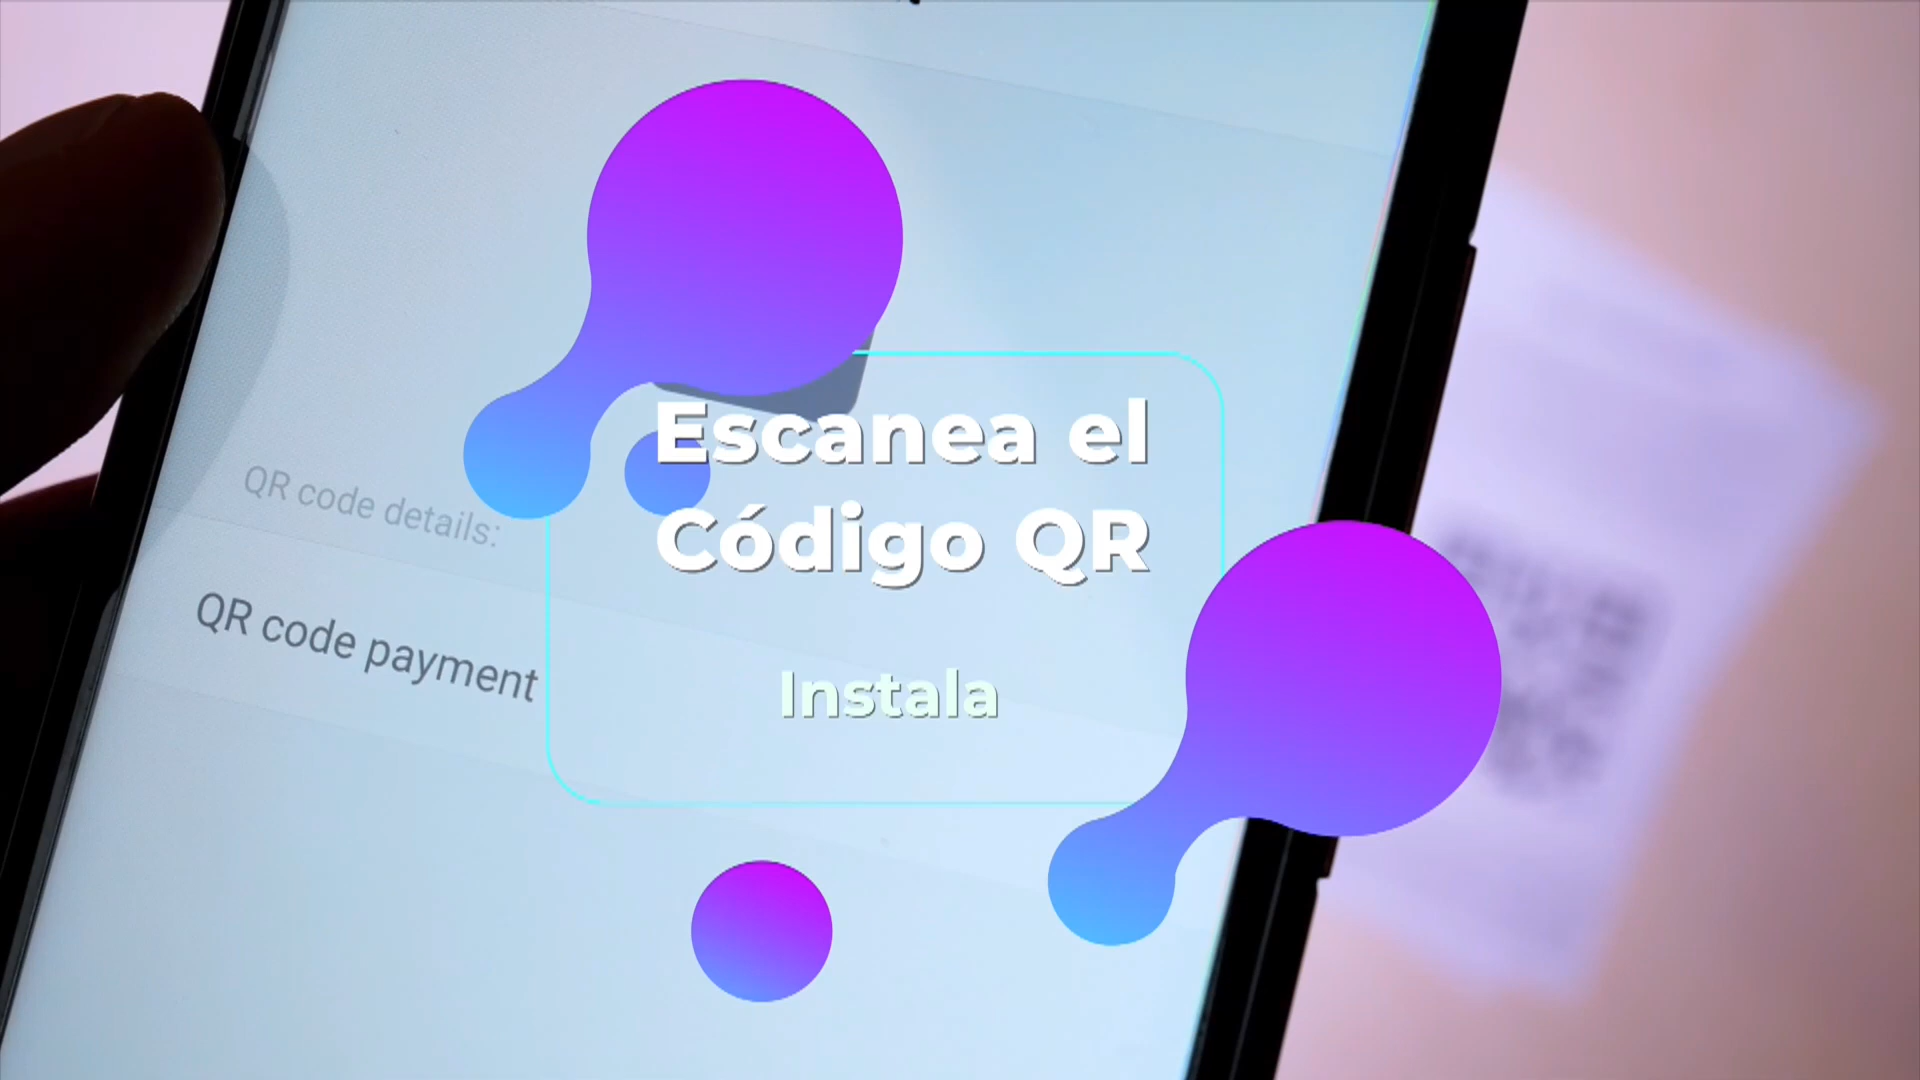 Escanea el
Código QR
Instala
QR code details:
QR code payment